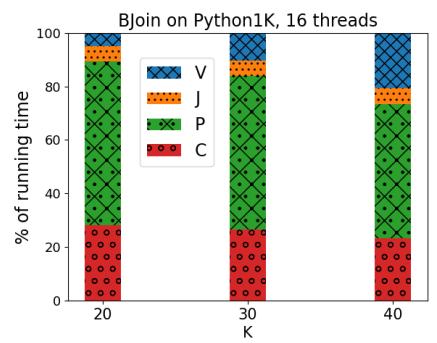 BJoin on Python1K, 16 threads
100
80
60
40
20
0
% of running time
V
J
P
C
20 30 40
K